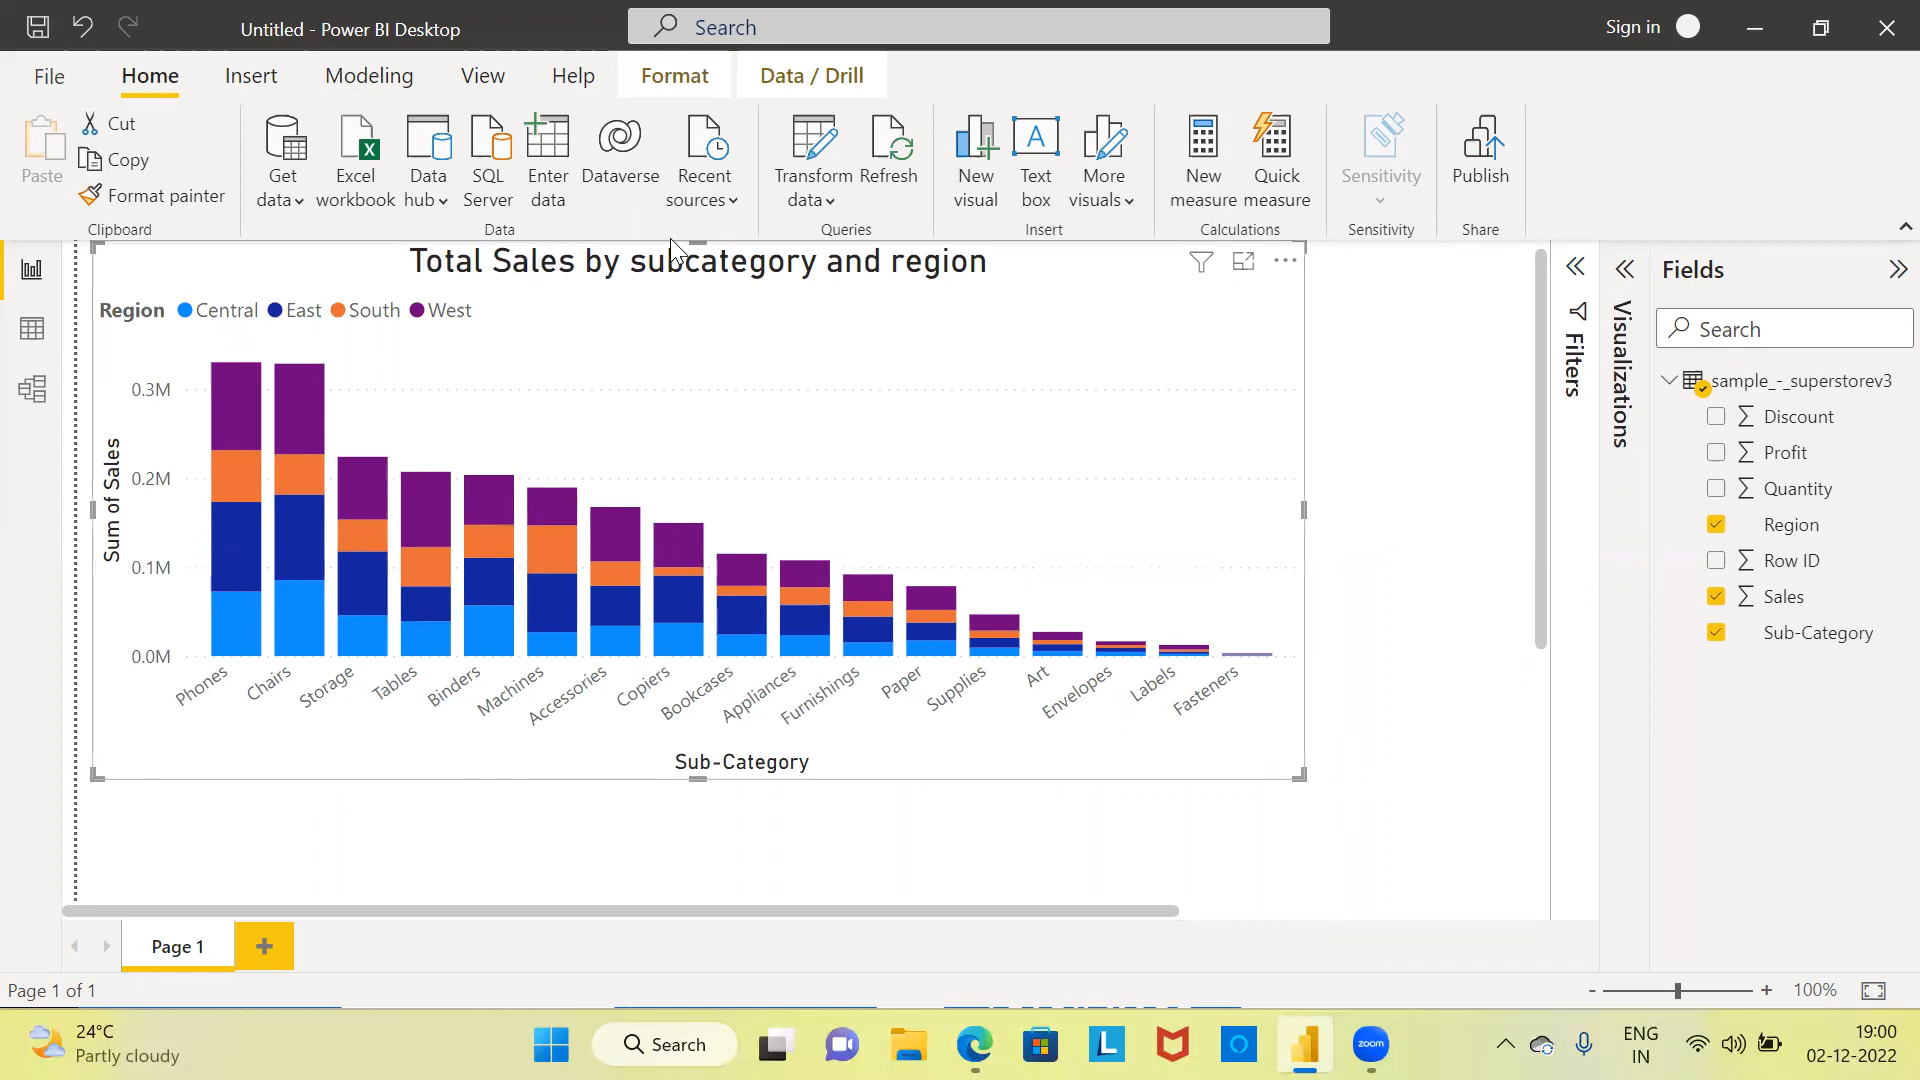 Untitled - Power BI Desktop
Search
Sign in
File
Home
Insert
Modeling
View
Help
Format
Data / Drill
Paste
Cut
Copy
Format painter
Clipboard
Get
data
Excel
workbook
Data
hub
SQL
Server
Enter
data
Dataverse
Recent
sources
Data
Transform
data
Refresh
Queries
New
visual
Text
box
More
visuals
Insert
New
measure
Quick
measure
Calculations
Sensitivity
Sensitivity
Publish
Share
Total Sales by subcategory and region
Region Central East South West
Sum of Sales
0.3M
0.2M
0.1M
0.0M
Phones
Chairs
Storage
Tables
Binders
Machines
Accessories
Copiers
Bookcases
Appliances
Furnishings
Paper
Supplies
Art
Envelopes
Labels
Fasteners
Sub-Category
Filters
Visualizations
Fields
Search
sample_-_superstorev3
Discount
Profit
Quantity
Region
Row ID
Sales
Sub-Category
Page 1
Page 1 of 1
- + 100%
24°C
Partly cloudy
Search
L
zoom
ENG
IN
19:00
02-12-2022